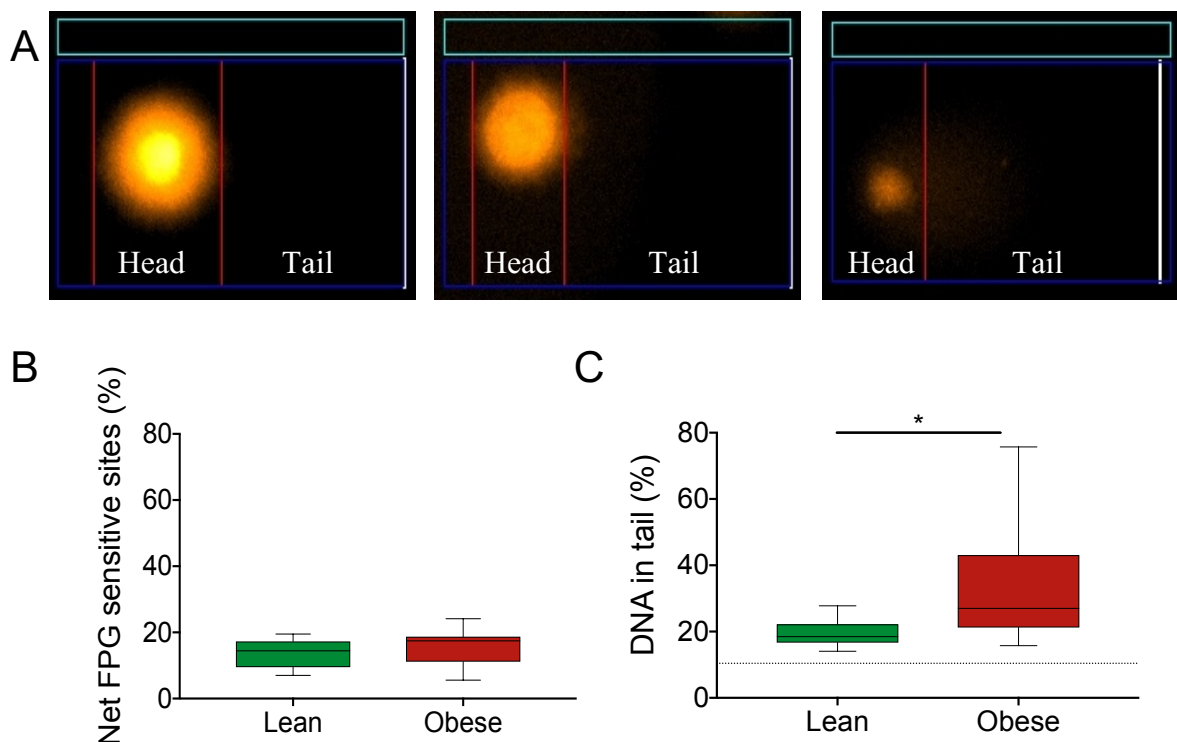 A
Head Tail
Head Tail
Head Tail
B
Net FPG sensitive sites (%)
80
60
40
20
0
Lean Obese
C
DNA in tail (%)
80
60
40
20
0
*
Lean Obese